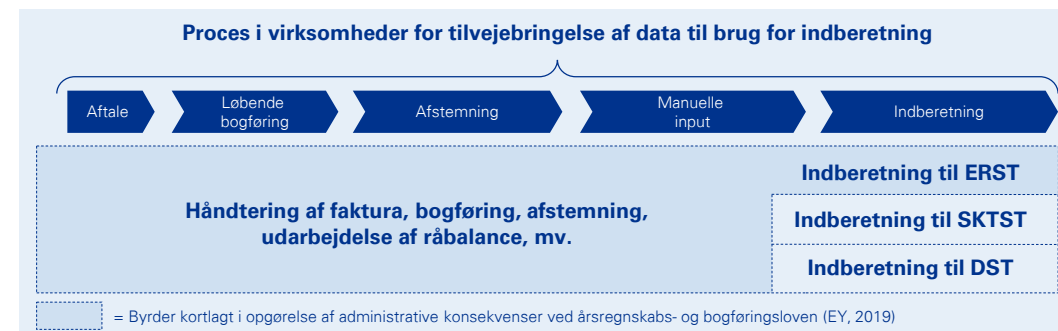 Proces i virksomheder for tilvejebringelse af data til brug for indberetning
Aftale
Løbende
bogføring
Afstemning
Manuelle
input
Indberetning
Håndtering af faktura, bogføring, afstemning,
udarbejdelse af råbalance, mv.
Indberetning til ERST
Indberetning til SKTST
Indberetning til DST
= Byrder kortlagt i opgørelse af administrative konsekvenser ved årsregnskabs- og bogføringsloven (EY, 2019)